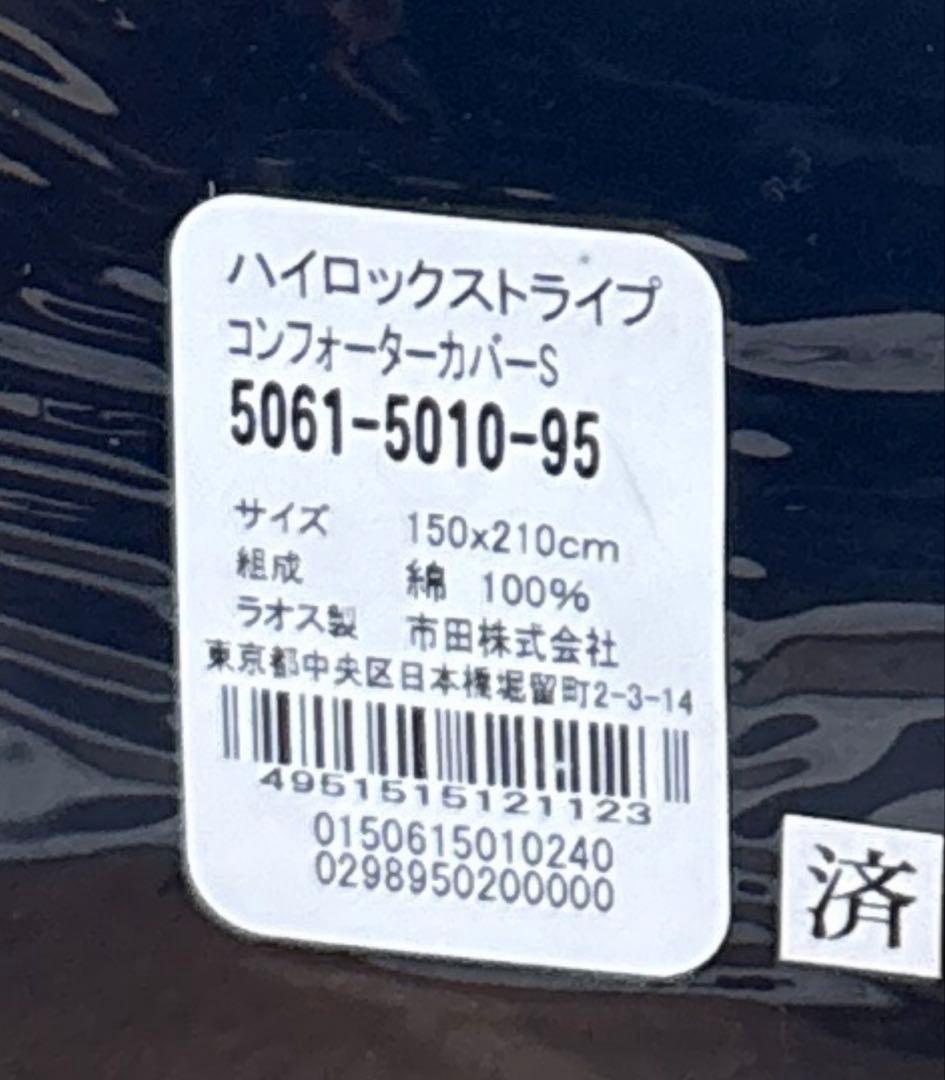 ハイロックストライプ
コンフォーターカバーS
5061-5010-95
サイズ 150x210cm
組成 綿 100%
ラオス製 市田株式会社
東京都中央区日本橋堀留町2-3-14
4951515121123
0150615010240
0298950200000
済